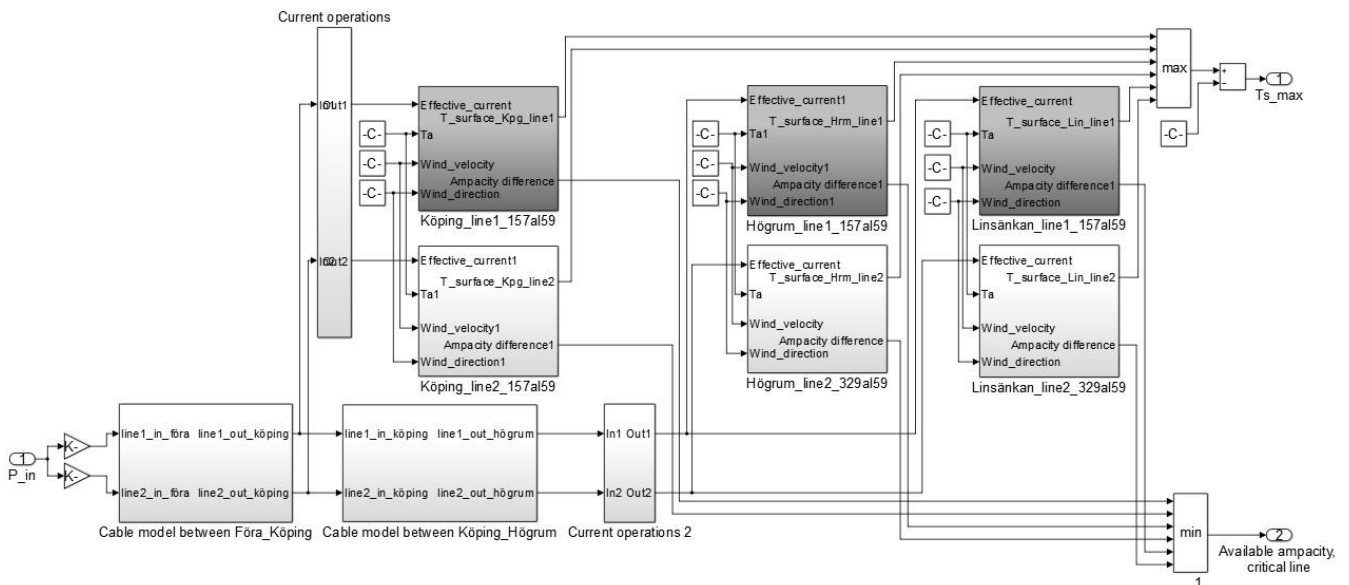 Current operations
Out1
Out2
Effective_current
T_surface_Kpg_line1
-C-
Ta
-C-
Wind_velocity
Ampacity difference
-C-
Wind_direction
Köping_line1_157al59
Effective_current1
T_surface_Kpg_line2
Ta1
Wind_velocity1
Ampacity difference1
Wind_direction1
Köping_line2_157al59
Effective_current1
T_surface_Hrm_line1
-C-
Ta1
-C-
Wind_velocity1
Ampacity difference1
-C-
Wind_direction1
Högrum_line1_157al59
Effective_current
T_surface_Hrm_line2
Ta
Wind_velocity
Ampacity difference
Wind_direction
Högrum_line2_329al59
Effective_current
T_surface_Lin_line1
-C-
Ta
-C-
Wind_velocity
Ampacity difference1
-C-
Wind_direction
Linsänkan_line1_157al59
Effective_current
T_surface_Lin_line2
Ta
Wind_velocity
Ampacity difference
Wind_direction
Linsänkan_line2_329al59
max
+
-
-C-
1
Ts_max
1
P_in
K-
K-
line1_in_föra line1_out_köping
line2_in_föra line2_out_köping
Cable model between Föra_Köping
line1_in_köping line1_out_högrum
line2_in_köping line2_out_högrum
Cable model between Köping_Högrum
In1 Out1
In2 Out2
Current operations 2
min
1
2
Available ampacity,
critical line